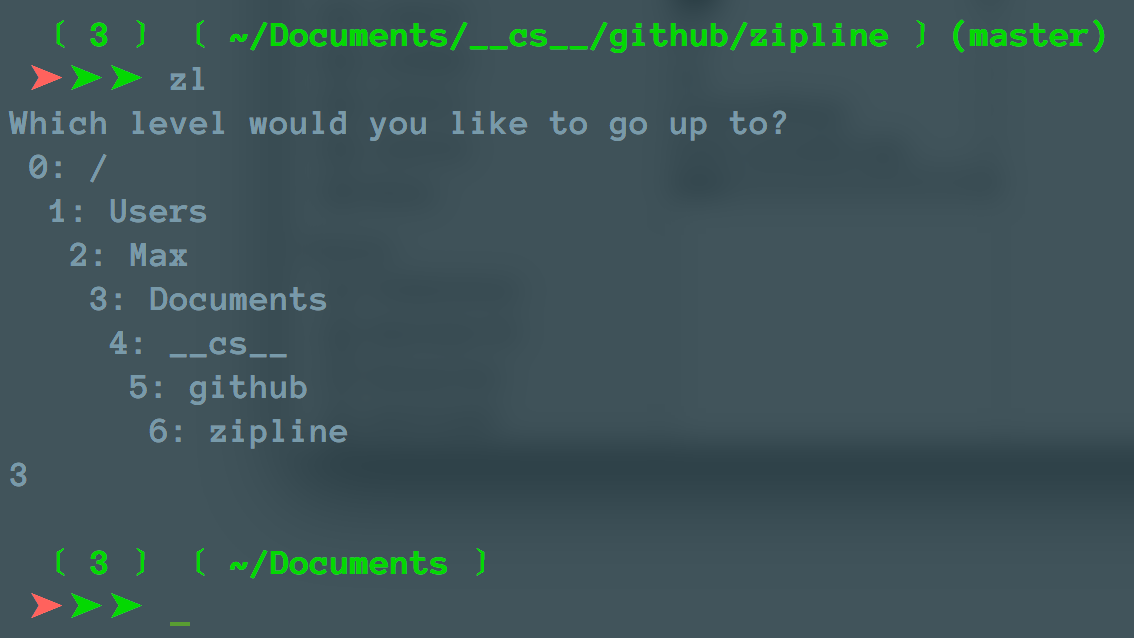 〔 3 〕 〔 ~/Documents/__cs__/github/zipline 〕(master)
➤➤➤ zl
Which level would you like to go up to?
0: /
1: Users
2: Max
3: Documents
4: __cs__
5: github
6: zipline
3
〔 3 〕 〔 ~/Documents 〕
➤➤➤ _